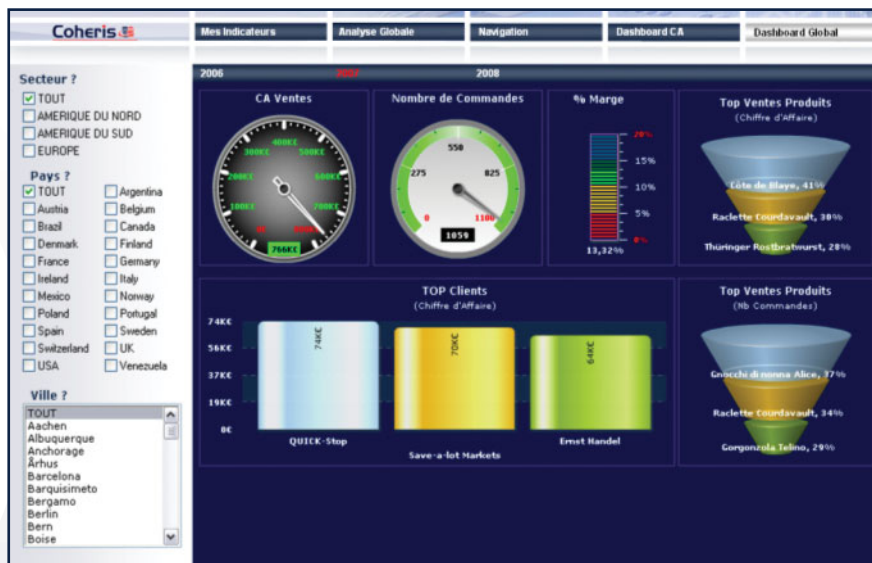 Coheris
Mes Indicateurs
Analyse Globale
Navigation
Dashboard CA
Dashboard Global
2006
2007
2008
Secteur ?
TOUT
AMERIQUE DU NORD
AMERIQUE DU SUD
EUROPE
Pays ?
TOUT
Argentina
Austria
Belgium
Brazil
Canada
Denmark
Finland
France
Germany
Ireland
Italy
Mexico
Norway
Poland
Portugal
Spain
Sweden
Switzerland
UK
USA
Venezuela
Ville ?
TOUT
Aachen
Albuquerque
Anchorage
Århus
Barcelona
Barquisimeto
Bergamo
Berlin
Bern
Boise
CA Ventes
400K€
300K€
500K€
200K€
600K€
100K€
700K€
0€
766K€
Nombre de Commandes
550
275
825
0
1100
1059
% Marge
20%
15%
10%
5%
0%
13,32%
Top Ventes Produits
(Chiffre d'Affaire)
Côte de Blaye, 41%
Raclette Courdavault, 30%
Thüringer Rostbratwurst, 28%
TOP Clients
(Chiffre d'Affaire)
74K€
56K€
37K€
19K€
0€
74K€
70K€
64K€
QUICK-Stop
Save-a-lot Markets
Ernst Handel
Top Ventes Produits
(Nb Commandes)
Gnocchi di nonna Alice, 37%
Raclette Courdavault, 34%
Gorgonzola Telino, 29%